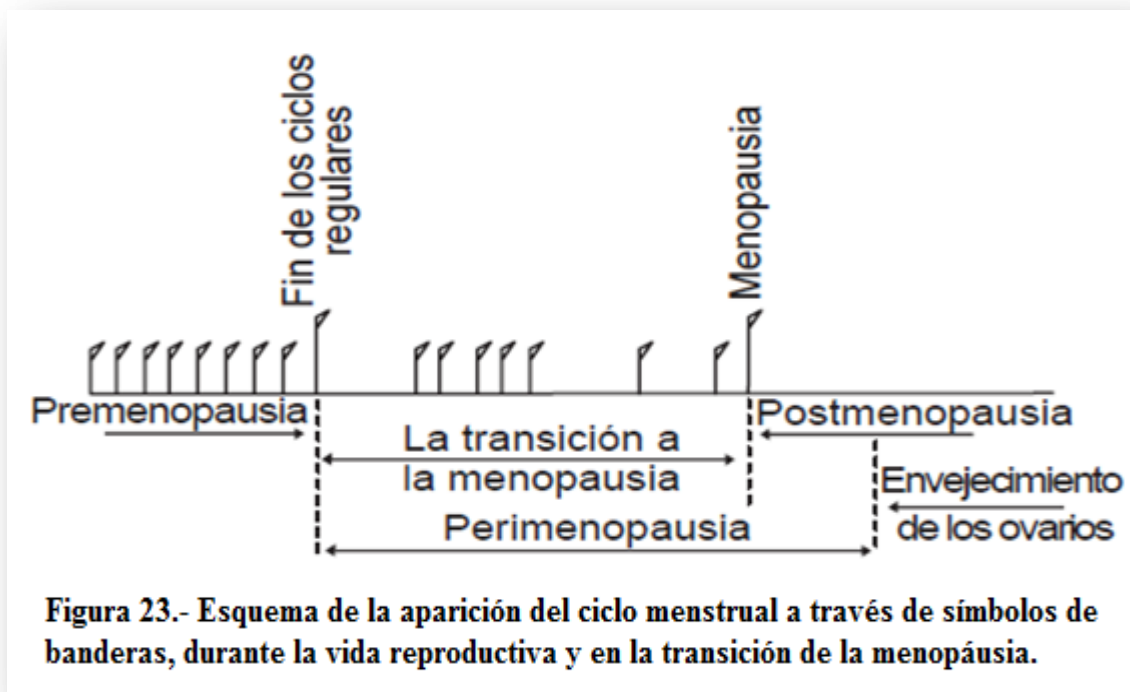 Fin de los ciclos
regulares
Menopausia
Premenopausia
Postmenopausia
La transición a
la menopausia
Envejecimiento
de los ovarios
Perimenopausia
Figura 23.- Esquema de la aparición del ciclo menstrual a través de símbolos de
banderas, durante la vida reproductiva y en la transición de la menopáusia.